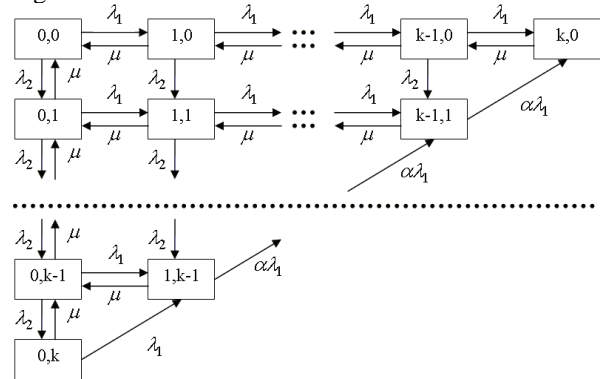 λ₁ λ₁ λ₁ λ₁
0,0 1,0 ••• k-1,0 k,0
μ μ μ μ
λ₂ μ λ₂ λ₂
λ₁ λ₁ λ₁ αλ₁
0,1 1,1 ••• k-1,1
μ μ μ
λ₂ μ λ₂ αλ₁
λ₂ μ λ₂
λ₁
0,k-1 1,k-1 αλ₁
μ
λ₂ μ
λ₁
0,k